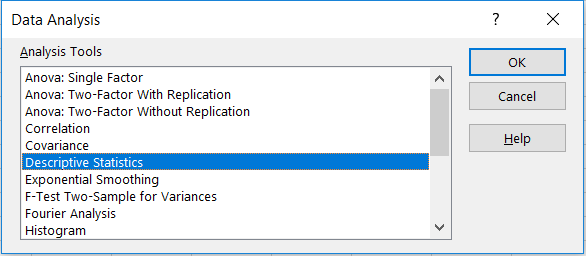 Data Analysis
?
Analysis Tools
Anova: Single Factor
Anova: Two-Factor With Replication
Anova: Two-Factor Without Replication
Correlation
Covariance
Descriptive Statistics
Exponential Smoothing
F-Test Two-Sample for Variances
Fourier Analysis
Histogram
OK
Cancel
Help